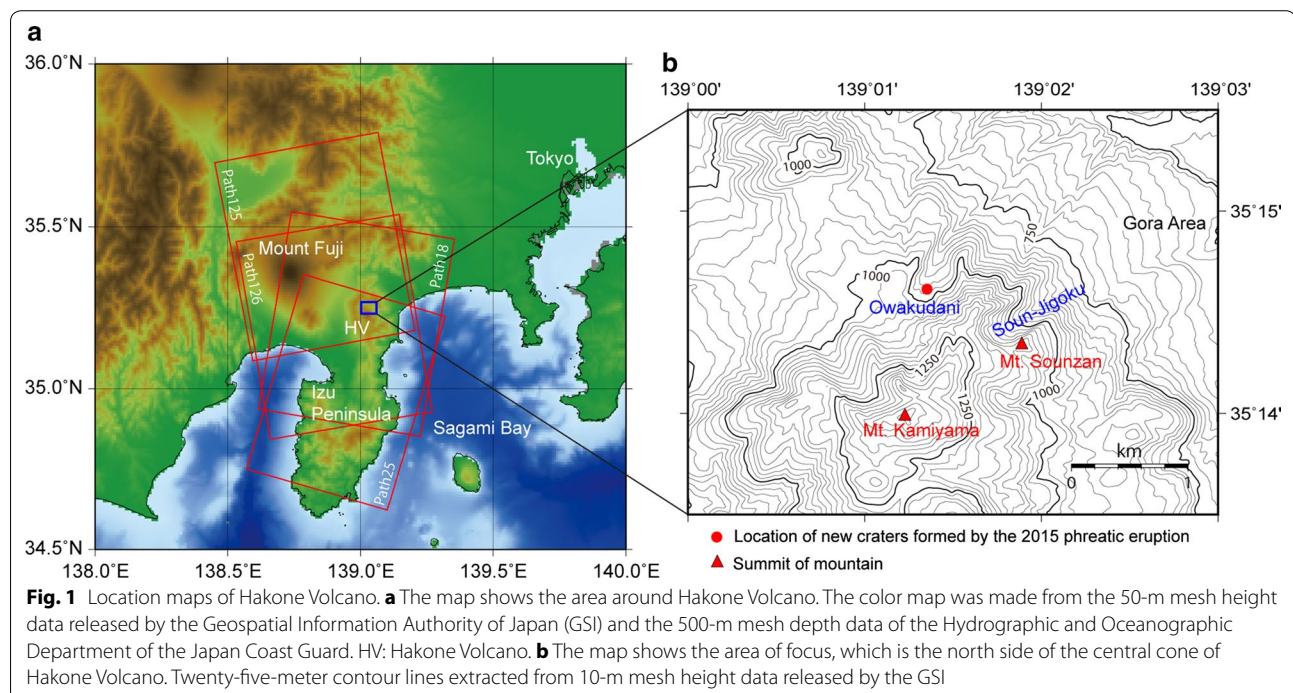 a
36.0˚N
35.5˚N
35.0˚N
34.5˚N
138.0˚E
138.5˚E
139.0˚E
139.5˚E
140.0˚E
Tokyo
Path125
Mount Fuji
Path18
Path126
HV
Izu
Peninsula
Sagami Bay
Path25
b
139˚00'
139˚01'
139˚02'
139˚03'
35˚15'
35˚14'
1000
750
Gora Area
1000
Owakudani
Soun-Jigoku
Mt. Sounzan
1250
1250
1000
Mt. Kamiyama
km
0
1
Location of new craters formed by the 2015 phreatic eruption
Summit of mountain
Fig. 1 Location maps of Hakone Volcano. a The map shows the area around Hakone Volcano. The color map was made from the 50-m mesh height
data released by the Geospatial Information Authority of Japan (GSI) and the 500-m mesh depth data of the Hydrographic and Oceanographic
Department of the Japan Coast Guard. HV: Hakone Volcano. b The map shows the area of focus, which is the north side of the central cone of
Hakone Volcano. Twenty-five-meter contour lines extracted from 10-m mesh height data released by the GSI